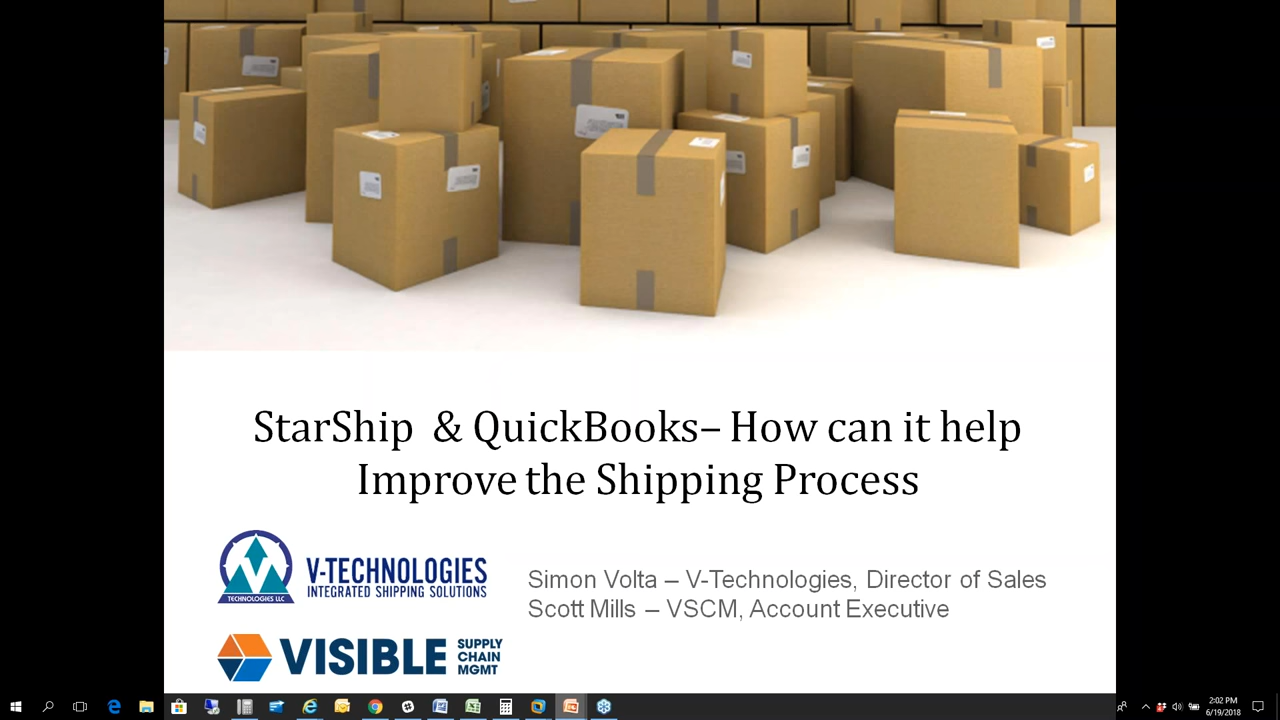 StarShip & QuickBooks– How can it help
Improve the Shipping Process
V-TECHNOLOGIES
INTEGRATED SHIPPING SOLUTIONS
TECHNOLOGIES LLC
Simon Volta – V-Technologies, Director of Sales
Scott Mills – VSCM, Account Executive
VISIBLE
SUPPLY
CHAIN
MGMT
2:02 PM
6/19/2018